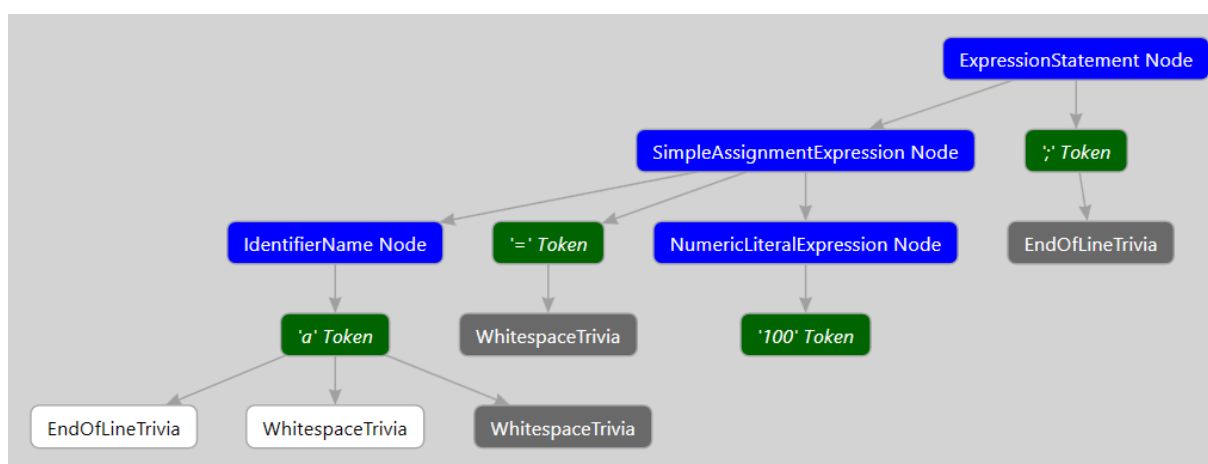 ExpressionStatement Node
SimpleAssignmentExpression Node
';' Token
IdentifierName Node
'=' Token
NumericLiteralExpression Node
EndOfLineTrivia
'a' Token
WhitespaceTrivia
'100' Token
EndOfLineTrivia
WhitespaceTrivia
WhitespaceTrivia